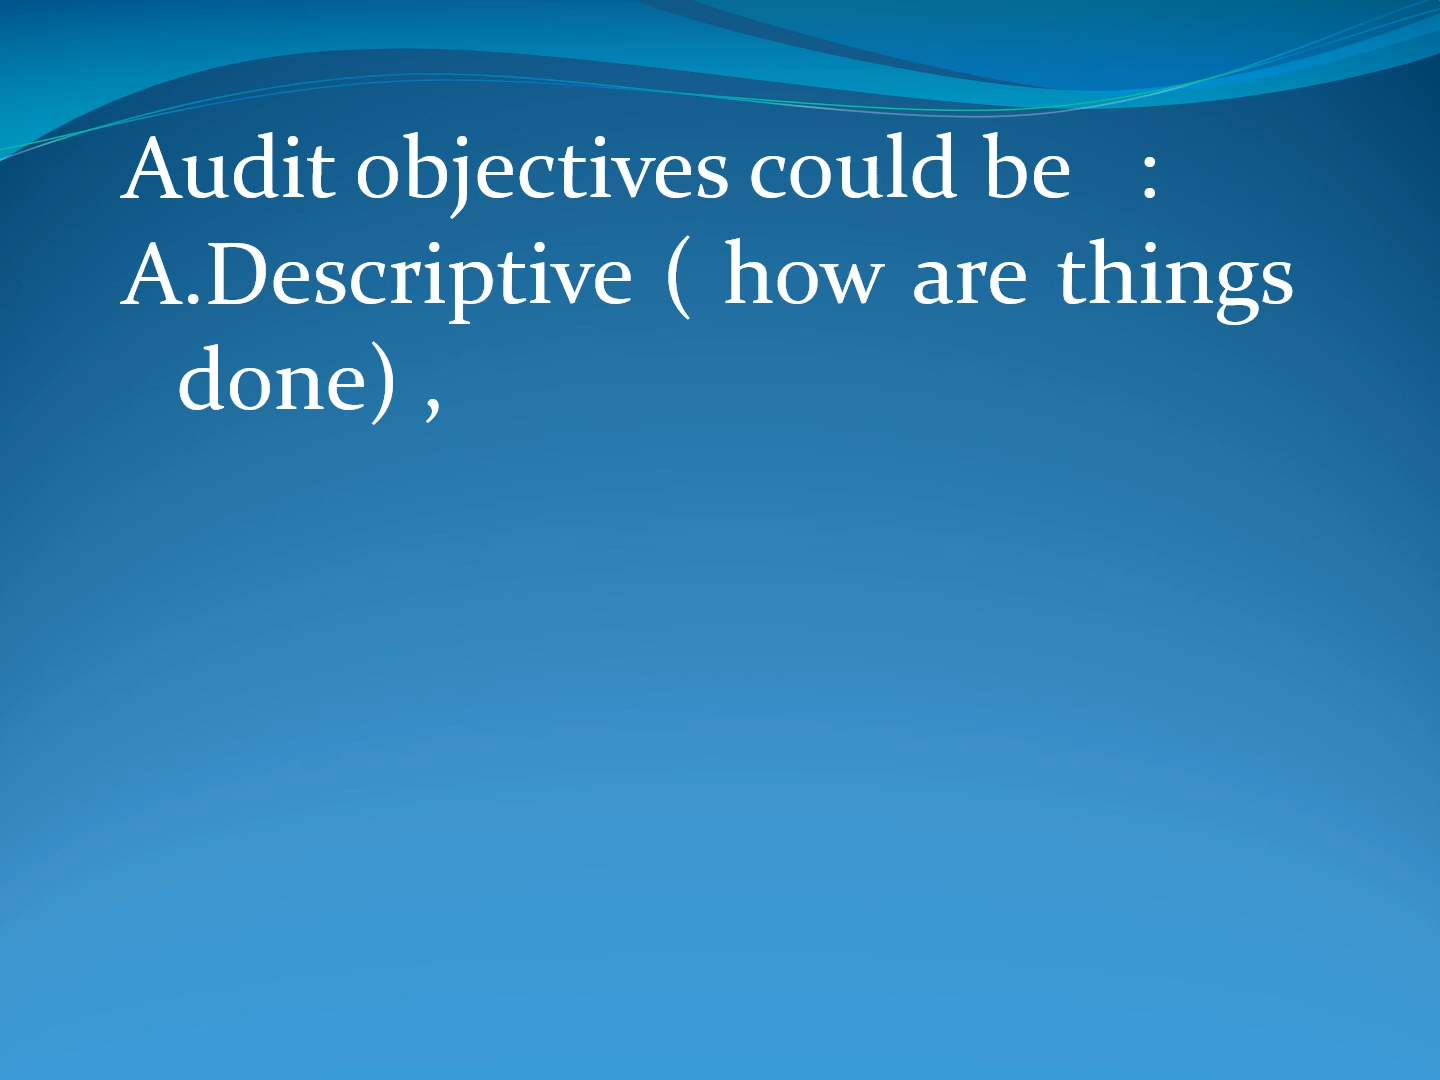 Audit objectives could be   :
A.Descriptive ( how are things
done) ,